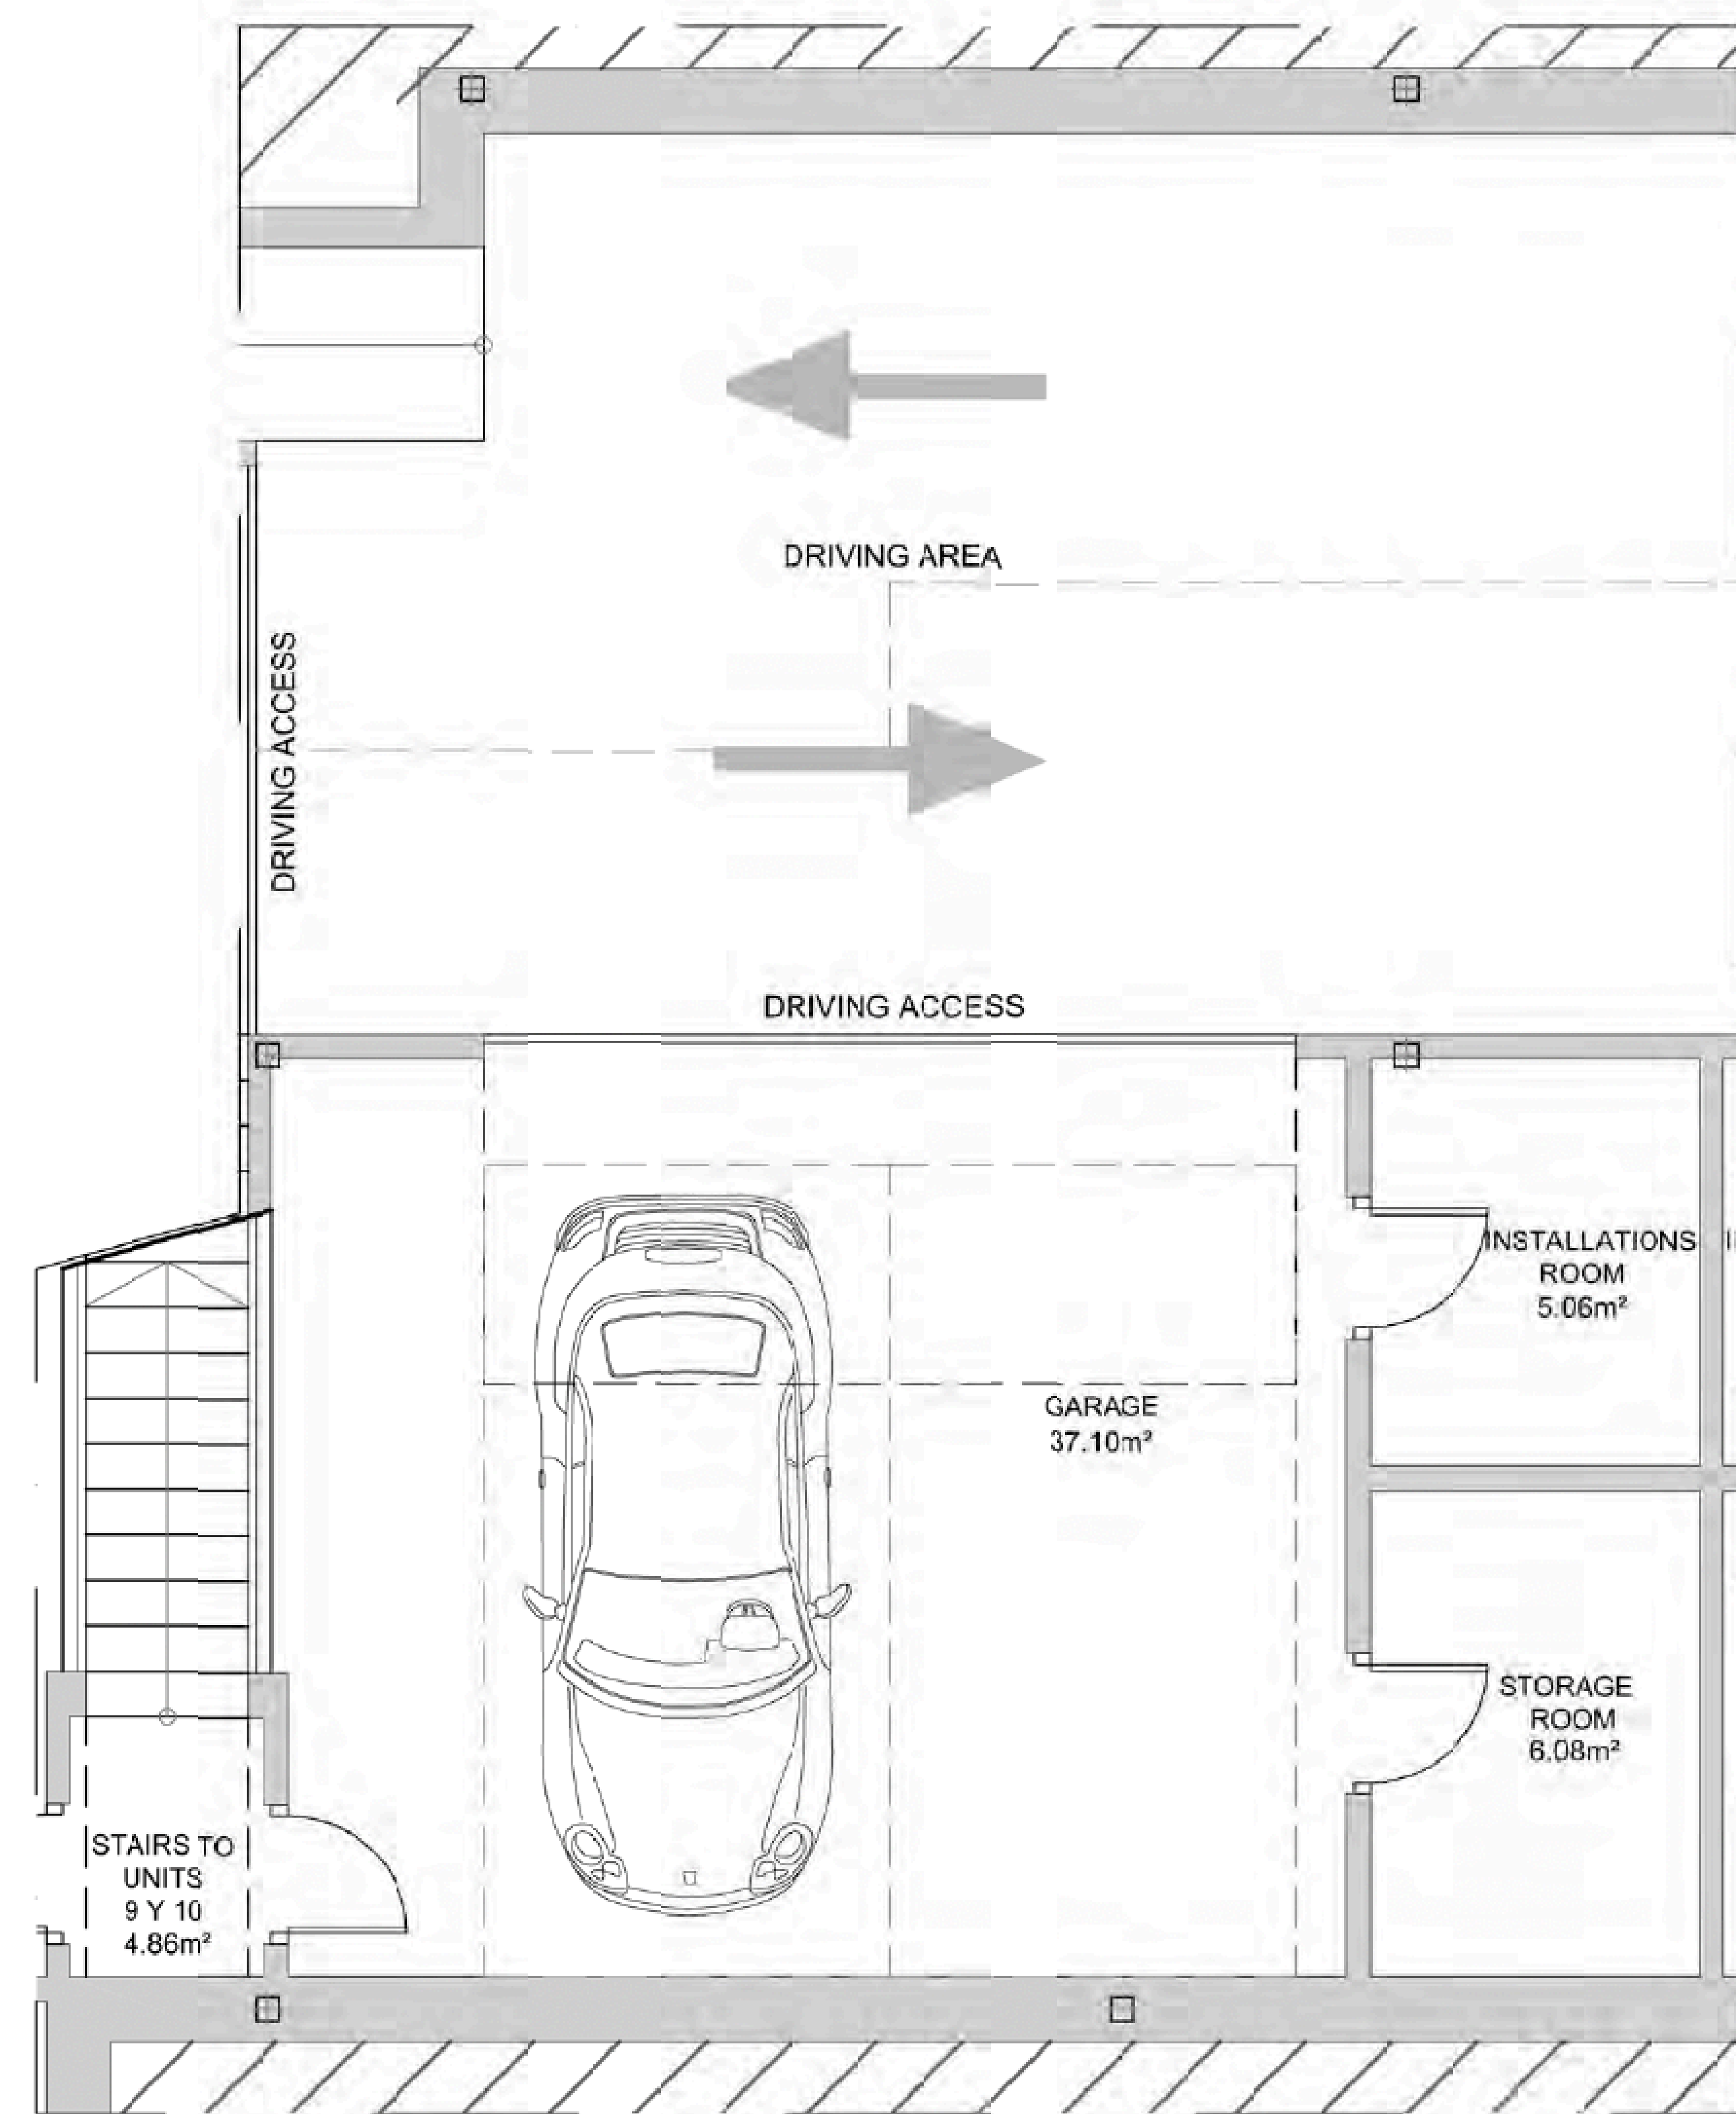 DRIVING AREA
DRIVING ACCESS
DRIVING ACCESS
INSTALLATIONS
ROOM
5.06m²
GARAGE
37.10m²
STORAGE
ROOM
6.08m²
STAIRS TO
UNITS
9 Y 10
4.86m²